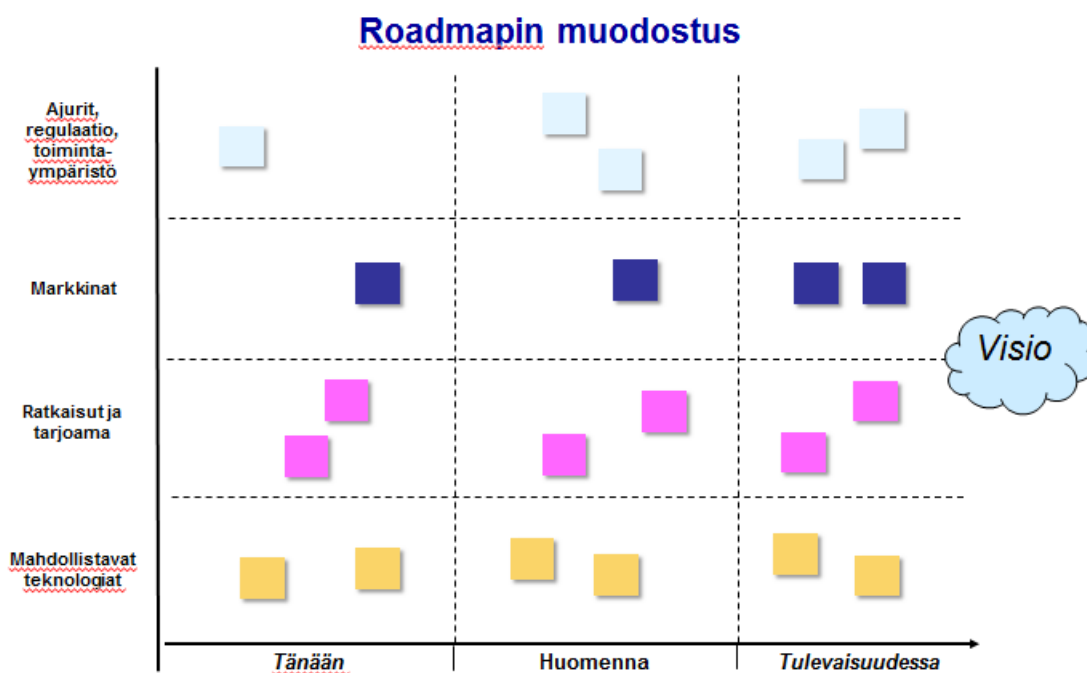 Roadmapin muodostus
Ajurit,
regulaatio,
toiminta-
ympäristö
Markkinat
Visio
Ratkaisut ja
tarjoama
Mahdollistavat
teknologiat
Tänään
Huomenna
Tulevaisuudessa